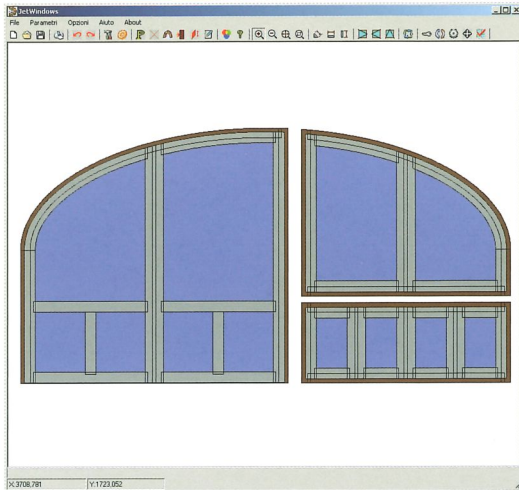 JetWindows
File Parametri Opzioni Aiuto About
X:3708,781 Y:1723,052